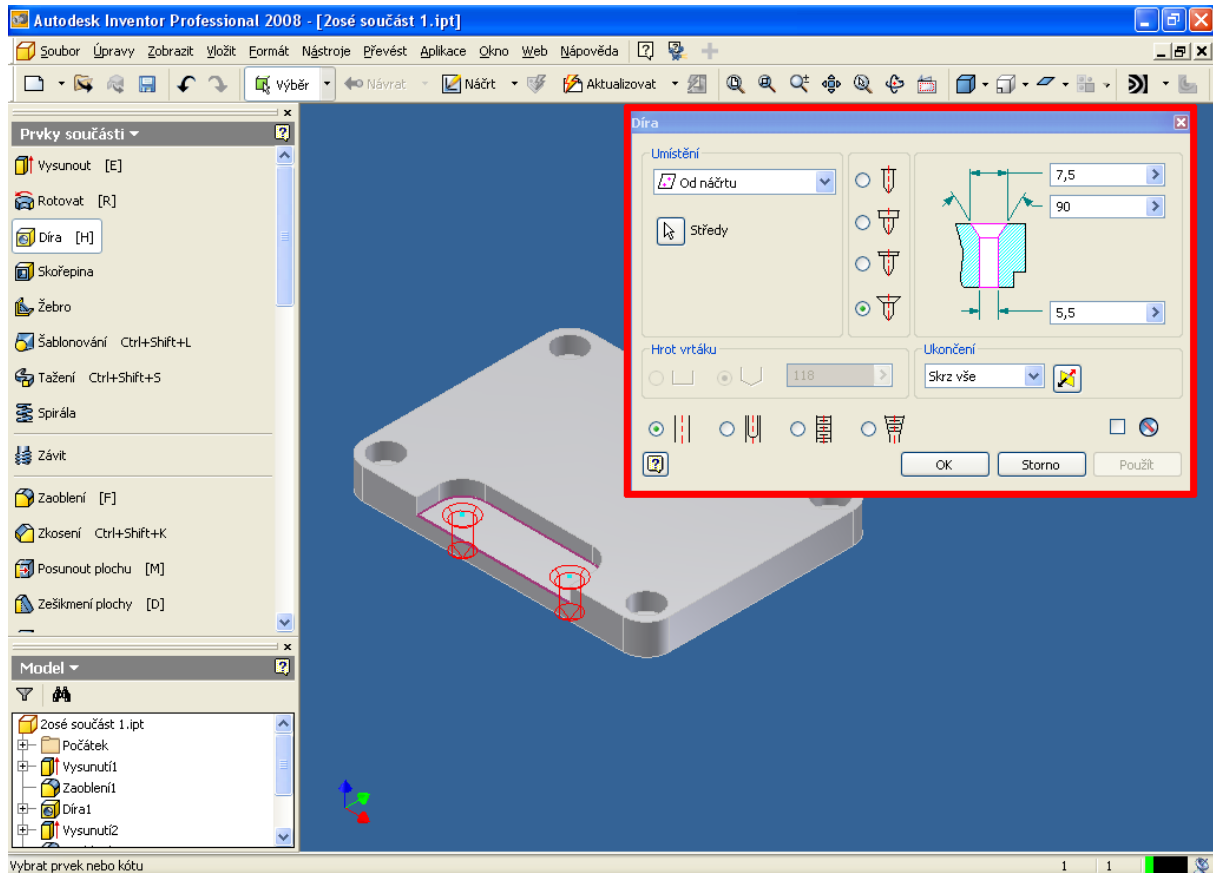 Autodesk Inventor Professional 2008 - [2osé součást 1.ipt]
Soubor Úpravy Zobrazit Vložit Formát Nástroje Převést Aplikace Okno Web Nápověda
Výběr Návrat Náčrt Aktualizovat
Prvky součásti
Vysunout [E]
Rotovat [R]
Díra [H]
Skořepina
Žebro
Šablonování Ctrl+Shift+L
Tažení Ctrl+Shift+S
Spirála
Závit
Zaoblení [F]
Zkosení Ctrl+Shift+K
Posunout plochu [M]
Zešikmení plochy [D]
Model
2osé součást 1.ipt
Počátek
Vysunutí1
Zaoblení1
Díra1
Vysunutí2
Díra
Umístění
Od náčrtu
Středy
7,5
90
5,5
Hrot vrtáku
118
Ukončení
Skrz vše
OK Storno Použít
Vybrat prvek nebo kótu
1 1